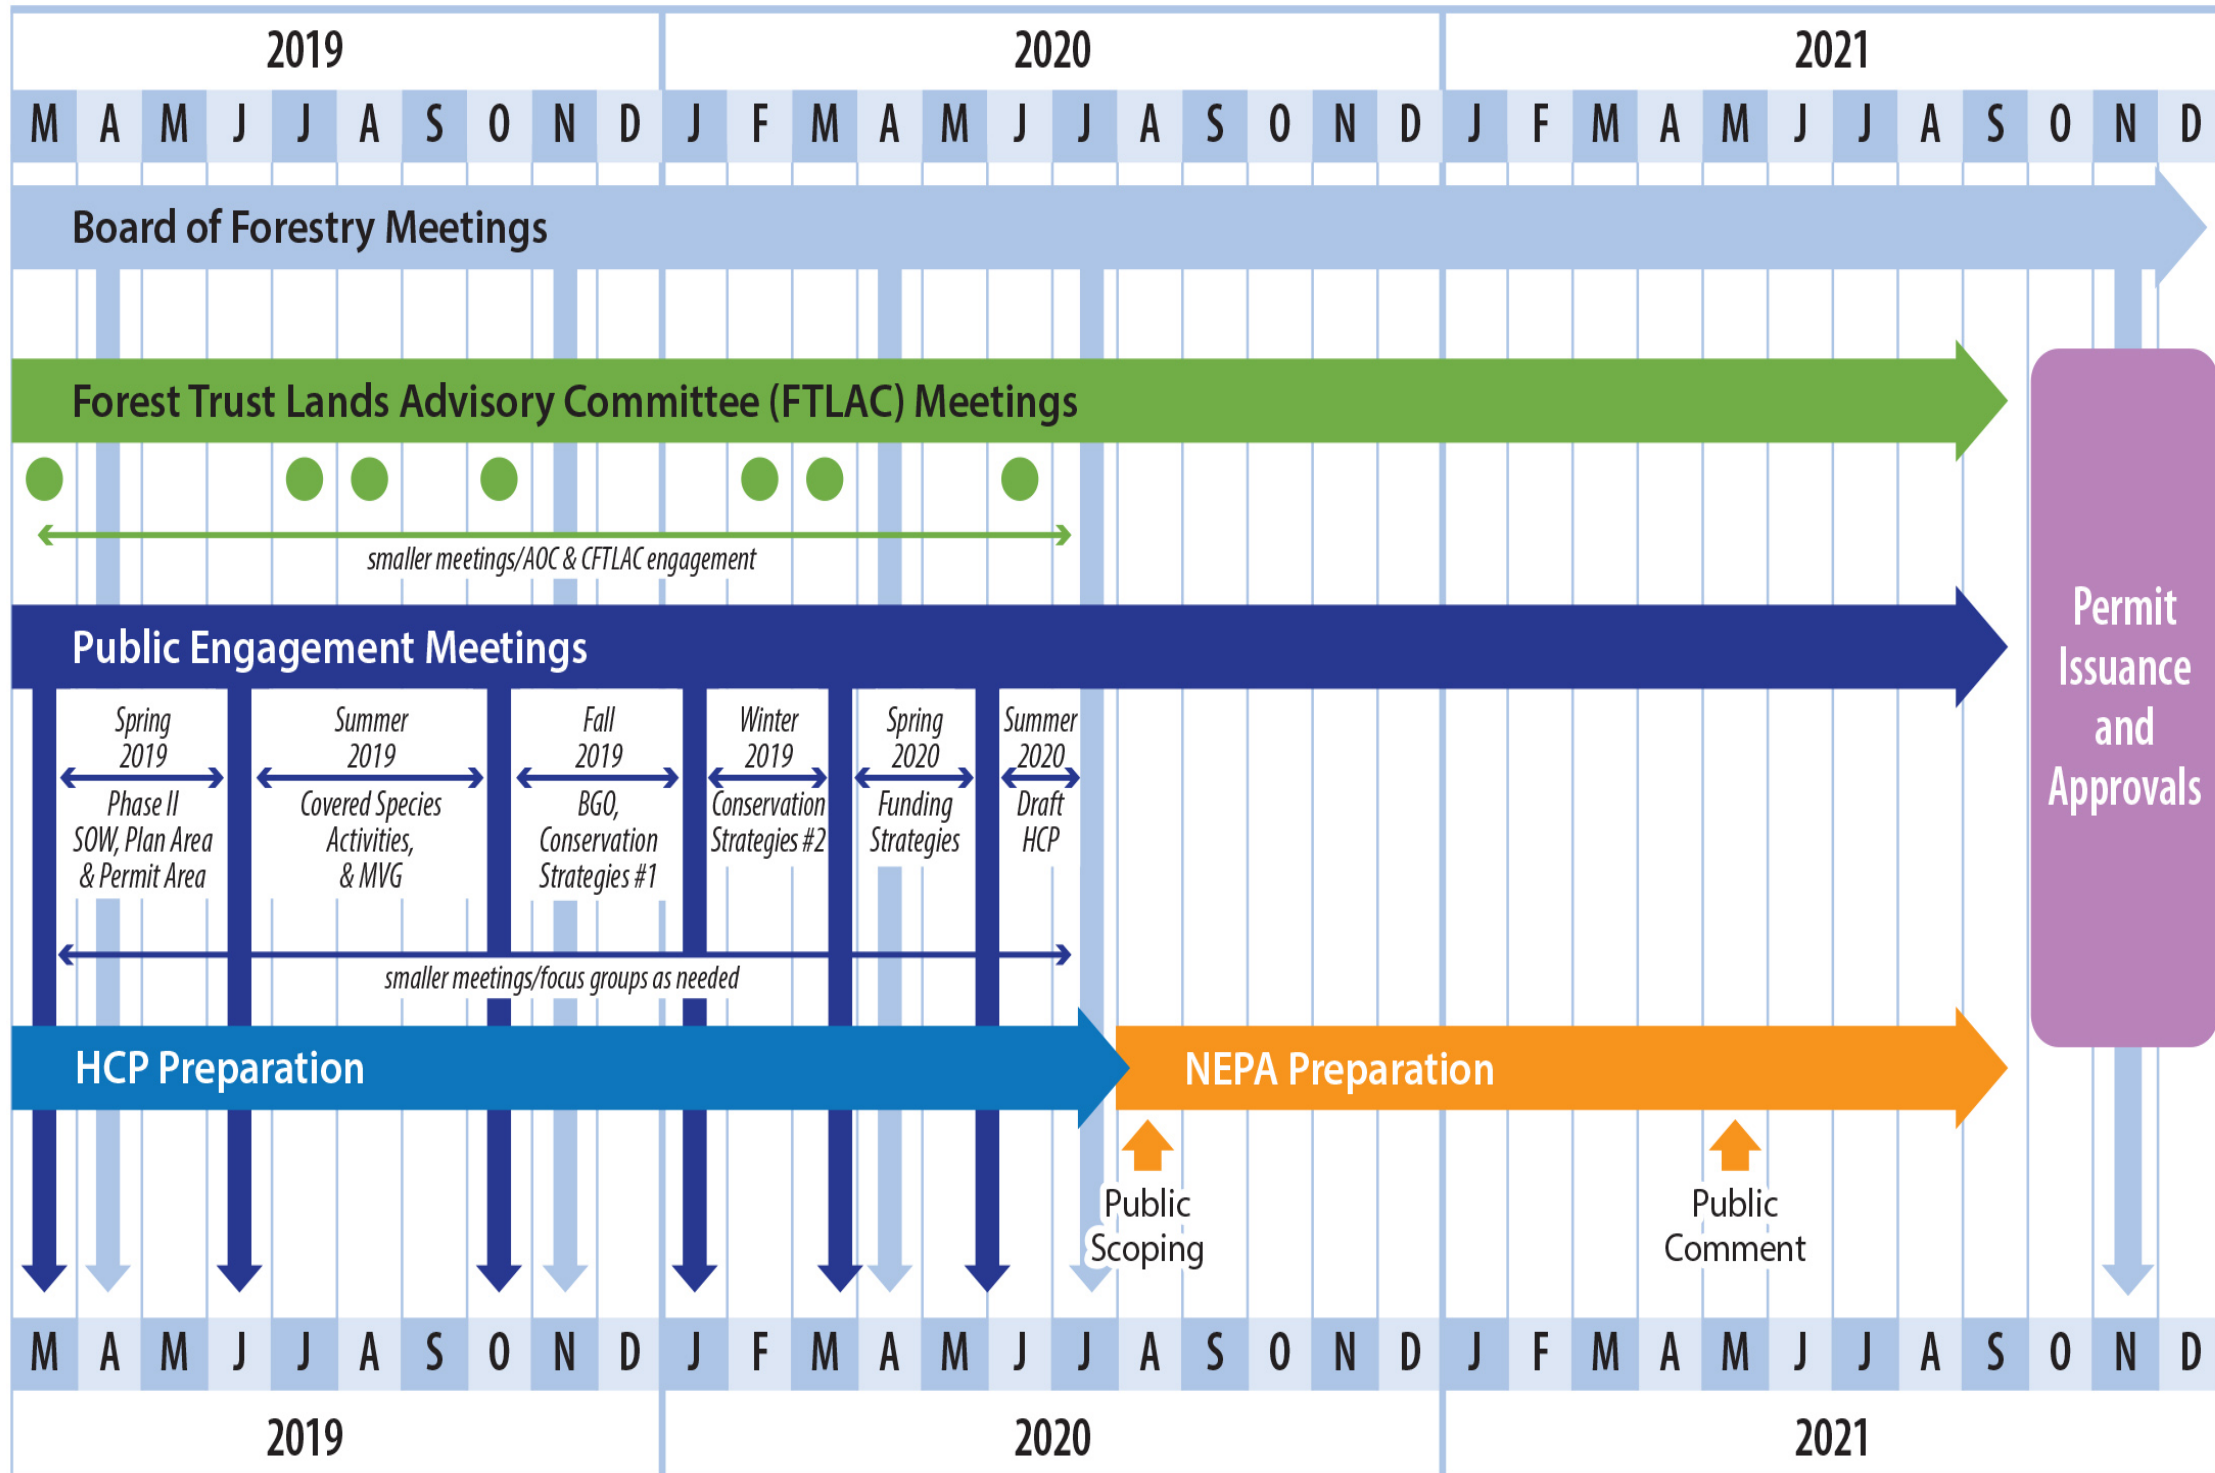 2019 2020 2021
M A M J J A S O N D J F M A M J J A S O N D J F M A M J J A S O N D
Board of Forestry Meetings
Forest Trust Lands Advisory Committee (FTLAC) Meetings
smaller meetings/AOC & CFTLAC engagement
Public Engagement Meetings
Spring
2019
Phase II
SOW, Plan Area
& Permit Area
Summer
2019
Covered Species
Activities,
& MVG
Fall
2019
BGO,
Conservation
Strategies #1
Winter
2019
Conservation
Strategies #2
Spring
2020
Funding
Strategies
Summer
2020
Draft
HCP
smaller meetings/focus groups as needed
Permit
Issuance
and
Approvals
HCP Preparation
NEPA Preparation
Public
Scoping
Public
Comment
M A M J J A S O N D J F M A M J J A S O N D J F M A M J J A S O N D
2019 2020 2021